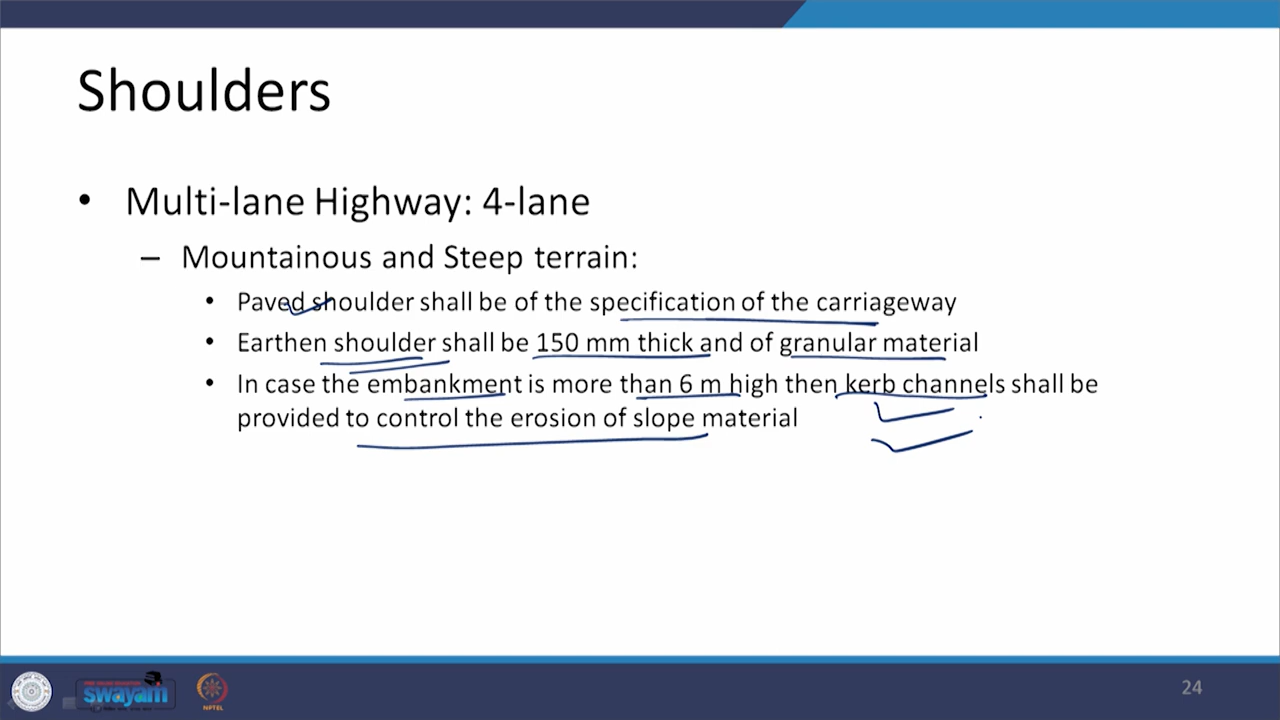 Shoulders
• Multi-lane Highway: 4-lane
– Mountainous and Steep terrain:
• Paved shoulder shall be of the specification of the carriageway
• Earthen shoulder shall be 150 mm thick and of granular material
• In case the embankment is more than 6 m high then kerb channels shall be
provided to control the erosion of slope material
swayam
NPTEL
24